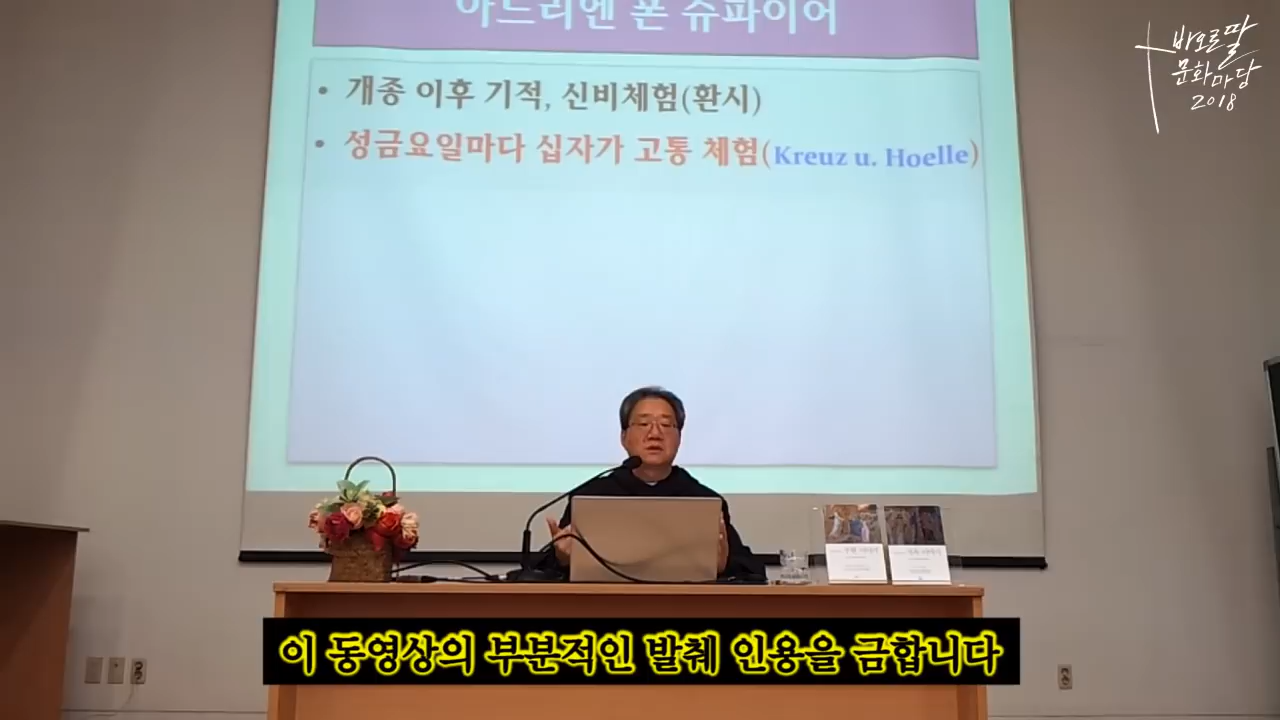 아드리엔 폰 슈파이어
• 개종 이후 기적, 신비체험(환시)
• 성금요일마다 십자가 고통 체험(Kreuz u. Hoelle)
바오로딸
문화마당
2018
이 동영상의 부분적인 발췌 인용을 금합니다